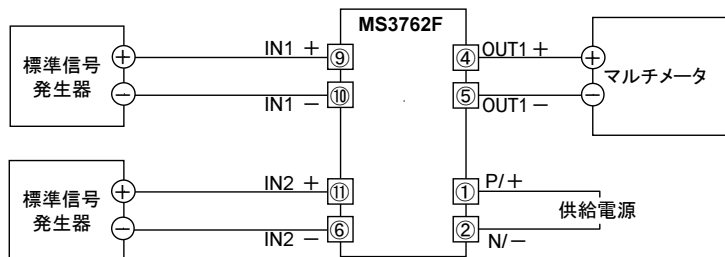 MS3762F
標準信号
発生器
+
−
IN1 +
IN1 −
⑨
⑩
④
⑤
OUT1 +
OUT1 −
+
−
マルチメータ
標準信号
発生器
+
−
IN2 +
IN2 −
⑪
⑥
①
②
P/+
N/−
供給電源